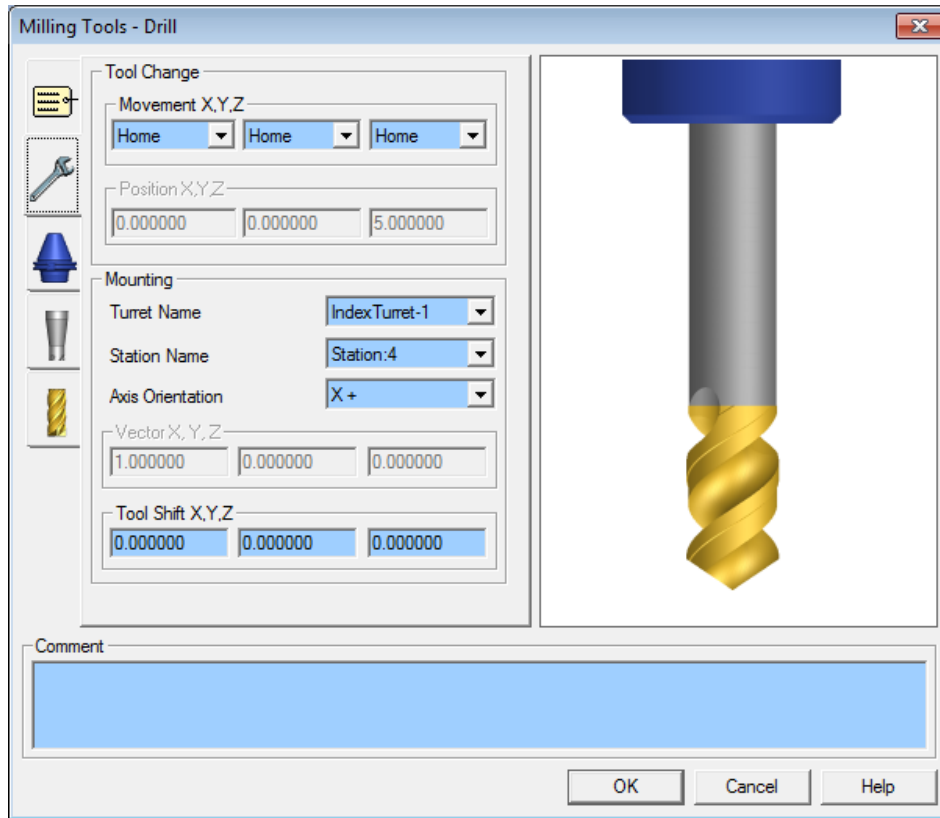 Milling Tools - Drill
Tool Change
Movement X,Y,Z
Home Home Home
Position X,Y,Z
0.000000 0.000000 5.000000
Mounting
Turret Name IndexTurret-1
Station Name Station:4
Axis Orientation X +
Vector X, Y, Z
1.000000 0.000000 0.000000
Tool Shift X,Y,Z
0.000000 0.000000 0.000000
Comment
OK Cancel Help